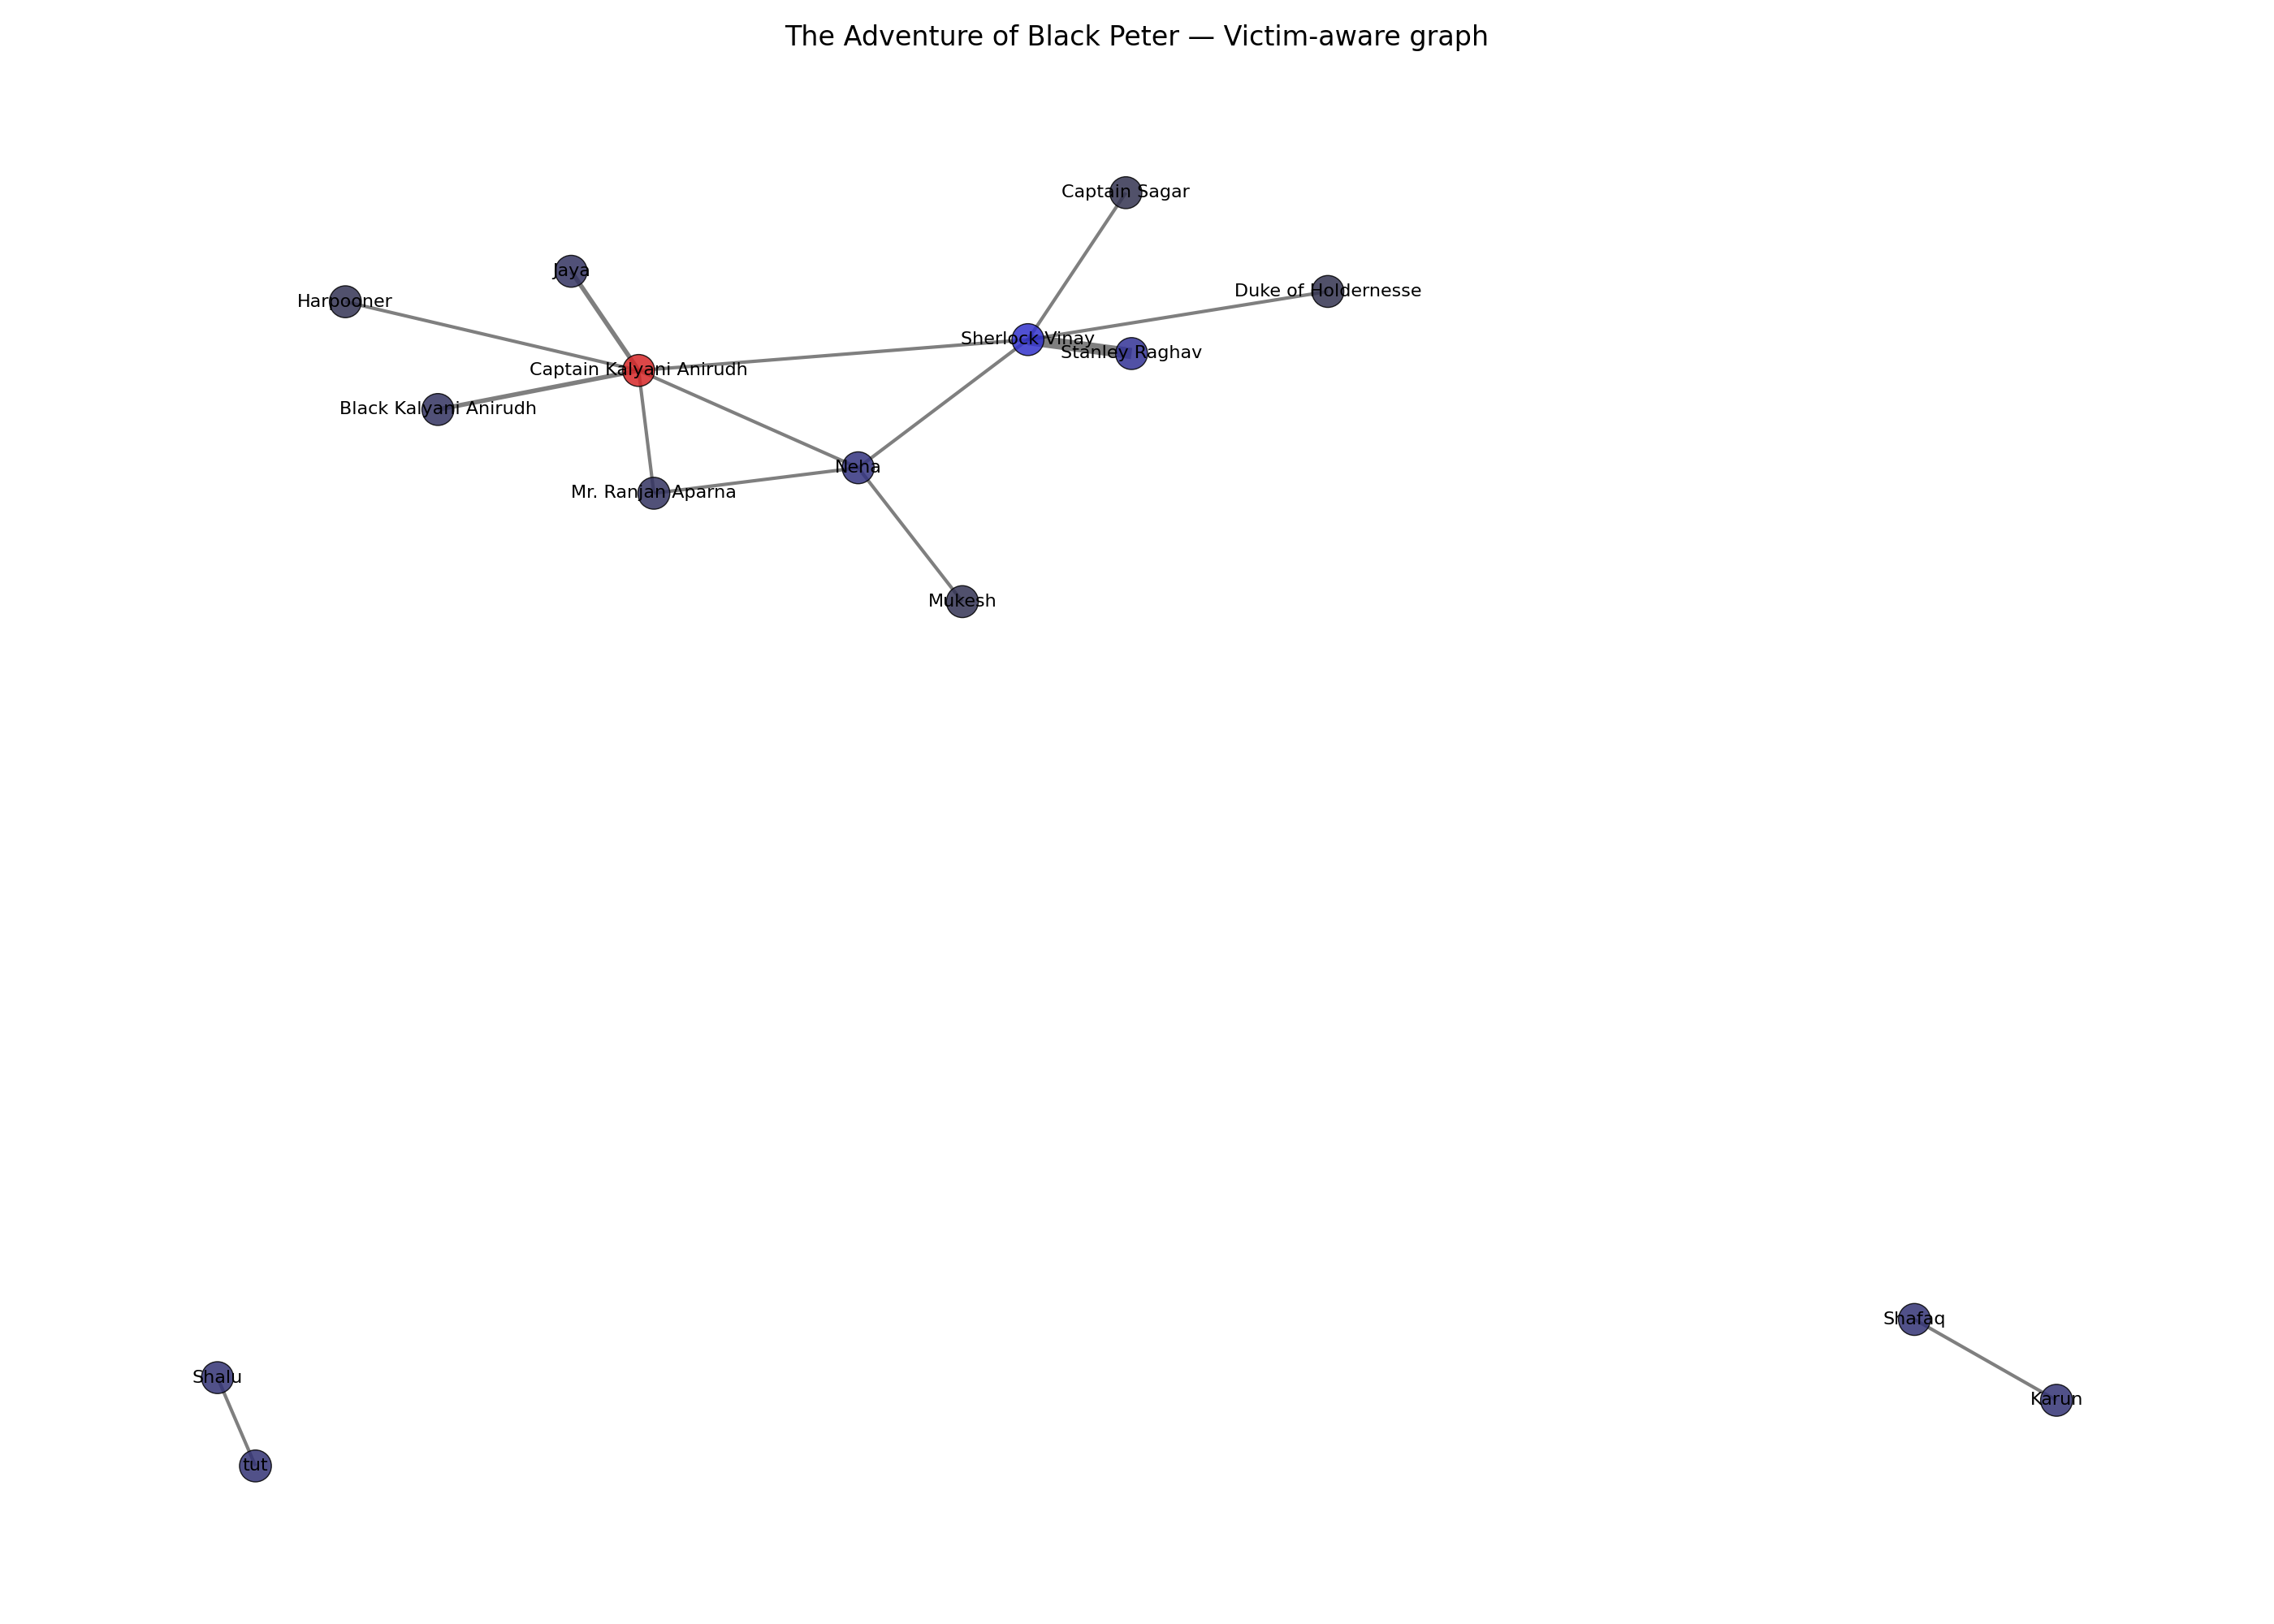 The Adventure of Black Peter — Victim-aware graph
Captain Sagar
Jaya
Duke of Holdernesse
Harpooner
Sherlock Vinay
Stanley Raghav
Captain Kalyani Anirudh
Black Kalyani Anirudh
Neha
Mr. Ranjan Aparna
Mukesh
Shafaq
Shalu
Karun
tut